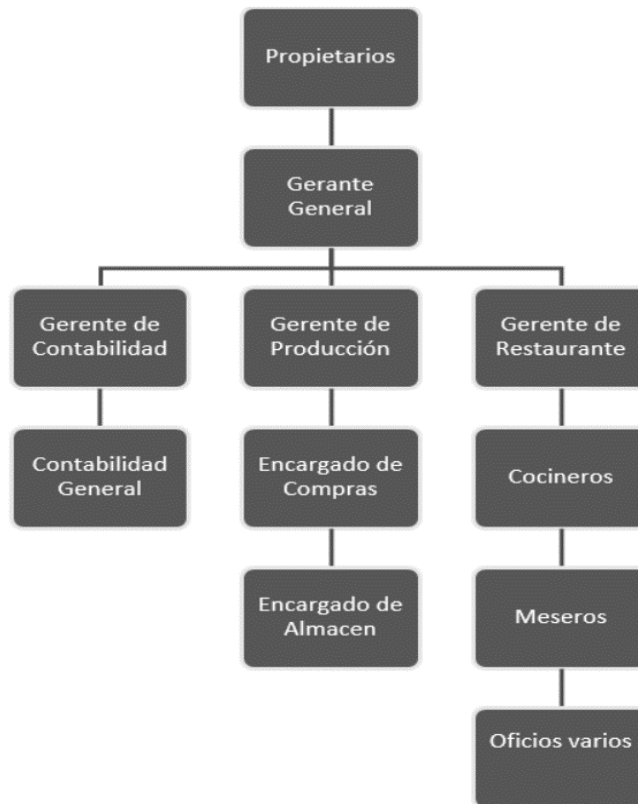 Propietarios
Gerante
General
Gerente de
Contabilidad
Gerente de
Producción
Gerente de
Restaurante
Contabilidad
General
Encargado de
Compras
Cocineros
Encargado de
Almacen
Meseros
Oficios varios